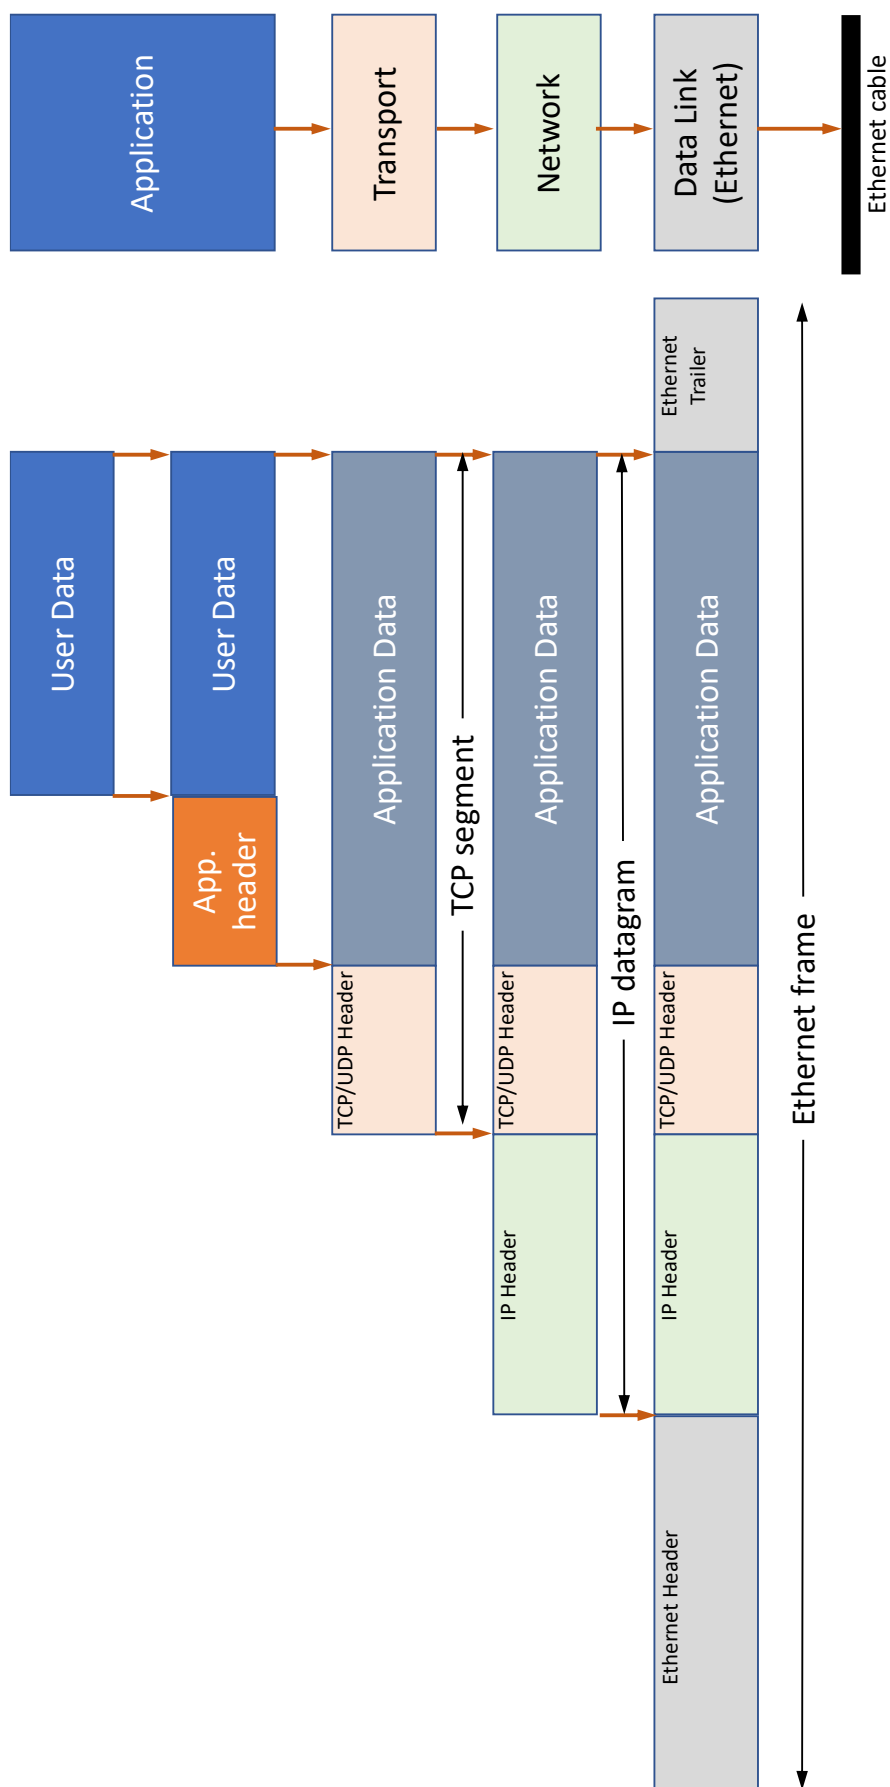 User Data
Application
App.
header
User Data
TCP/UDP Header
Application Data
Transport
TCP segment
IP Header
TCP/UDP Header
Application Data
Network
IP datagram
Ethernet Header
IP Header
TCP/UDP Header
Application Data
Ethernet
Trailer
Data Link
(Ethernet)
Ethernet frame
Ethernet cable